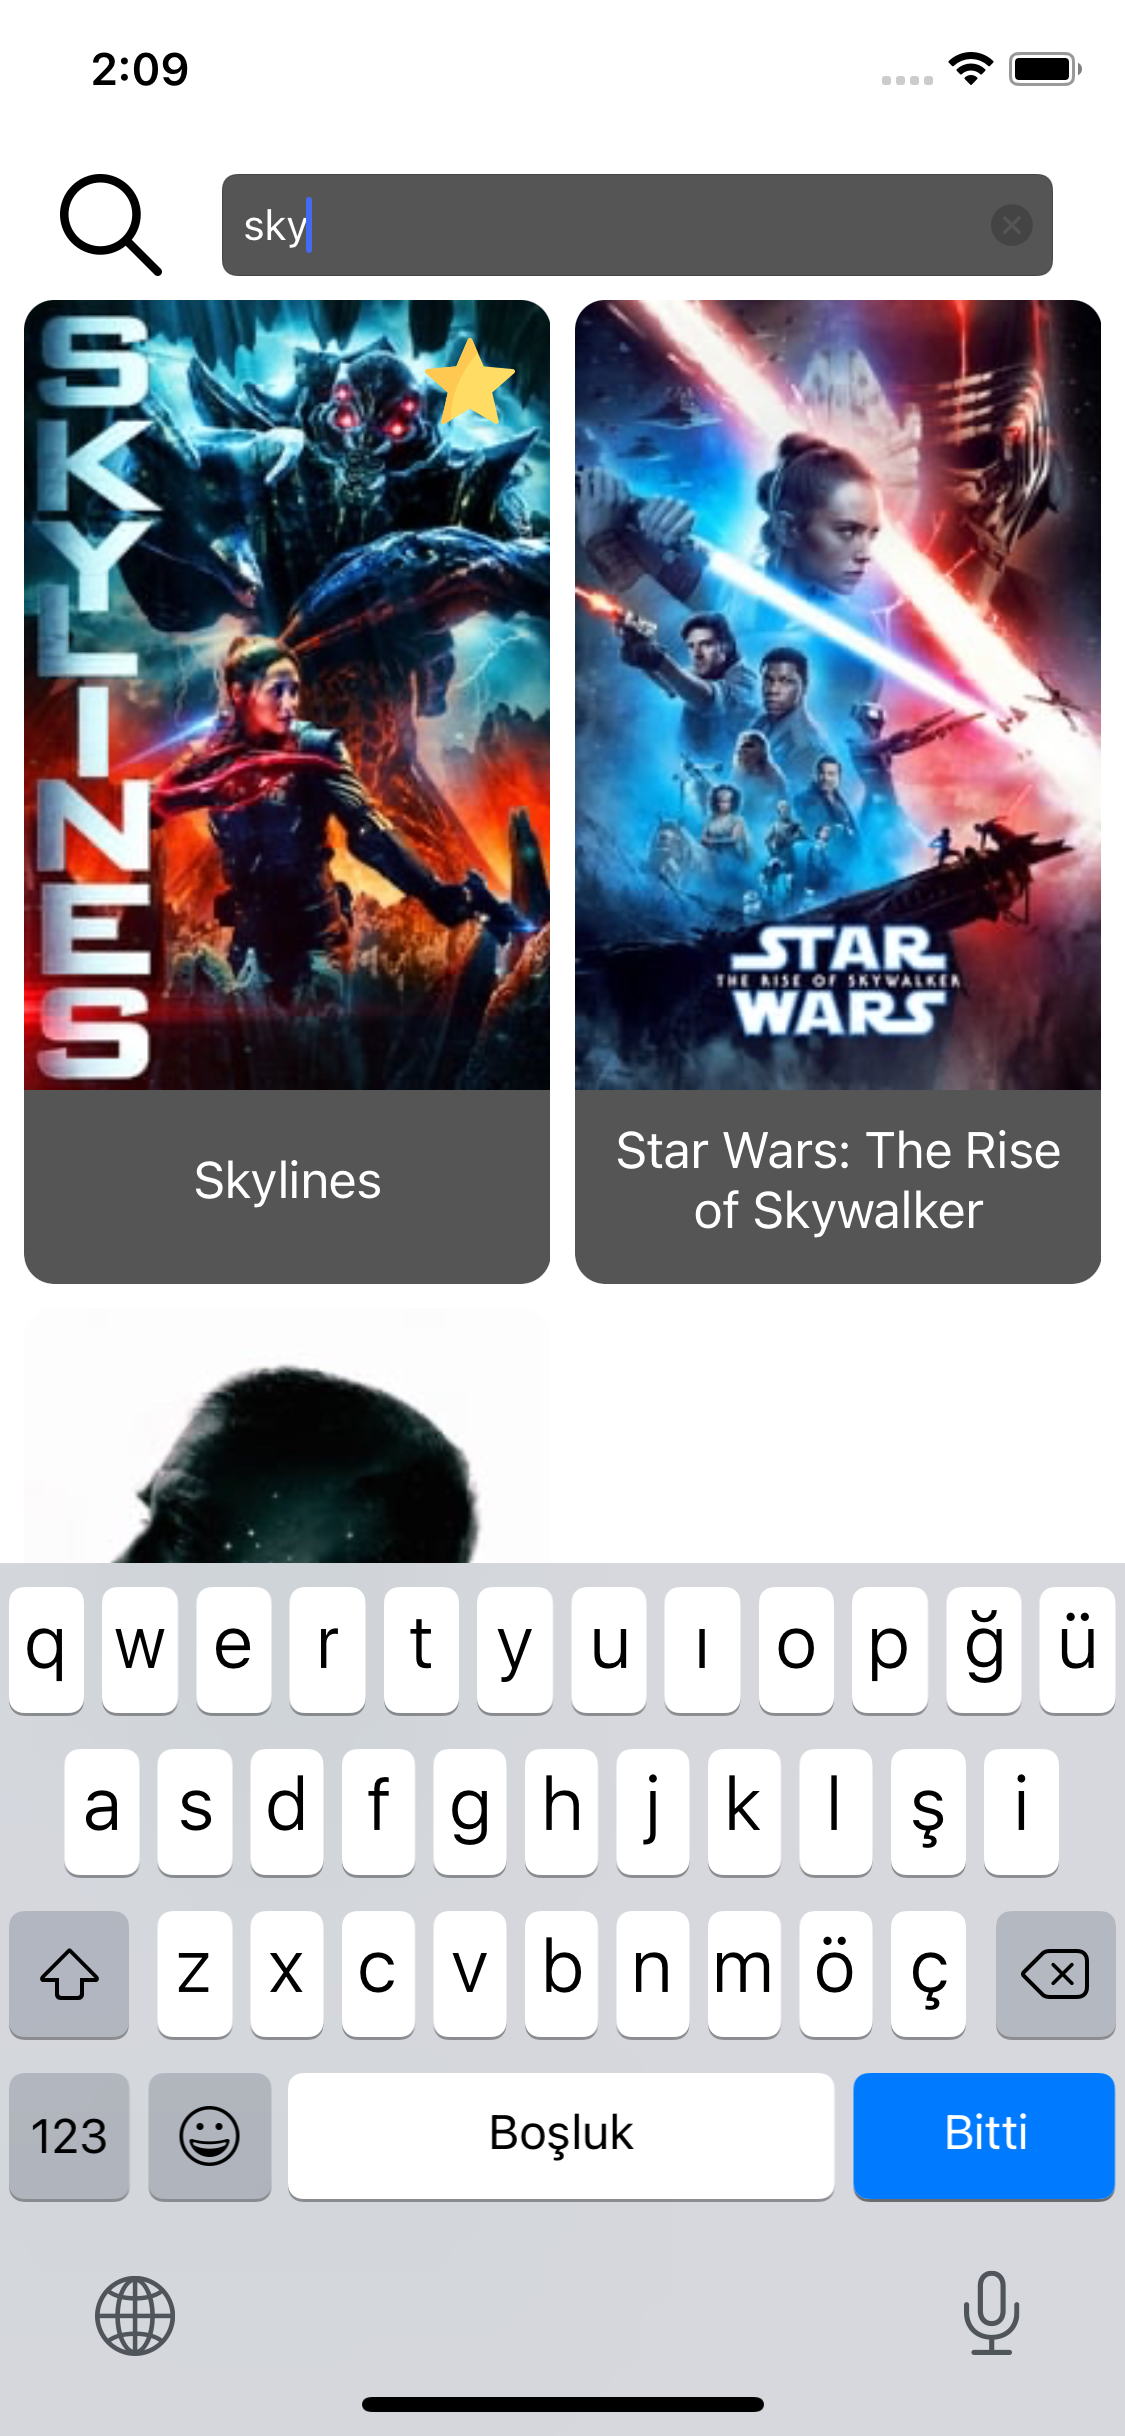 2:09
sky
SKYLINES
STAR
THE RISE OF SKYWALKER
WARS
Skylines
Star Wars: The Rise
of Skywalker
q w e r t y u ı o p ğ ü
a s d f g h j k l ş i
z x c v b n m ö ç
123 Boşluk Bitti